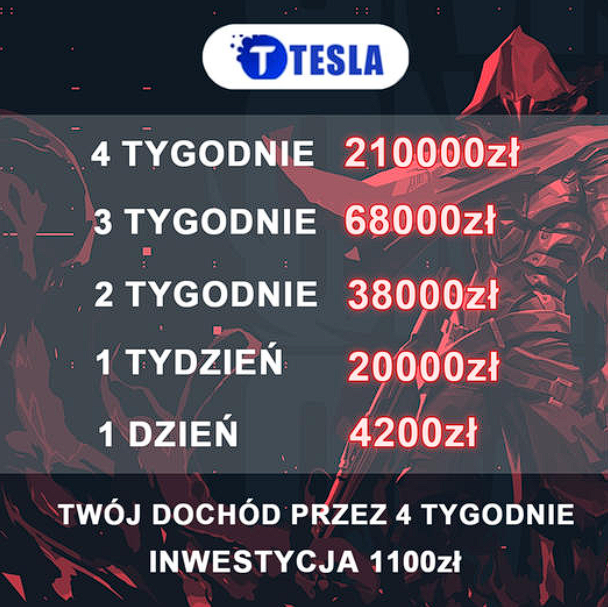 T TESLA
4 TYGODNIE 210000zł
3 TYGODNIE 68000zł
2 TYGODNIE 38000zł
1 TYDZIEŃ 20000zł
1 DZIEŃ 4200zł
TWÓJ DOCHÓD PRZEZ 4 TYGODNIE
INWESTYCJA 1100zł